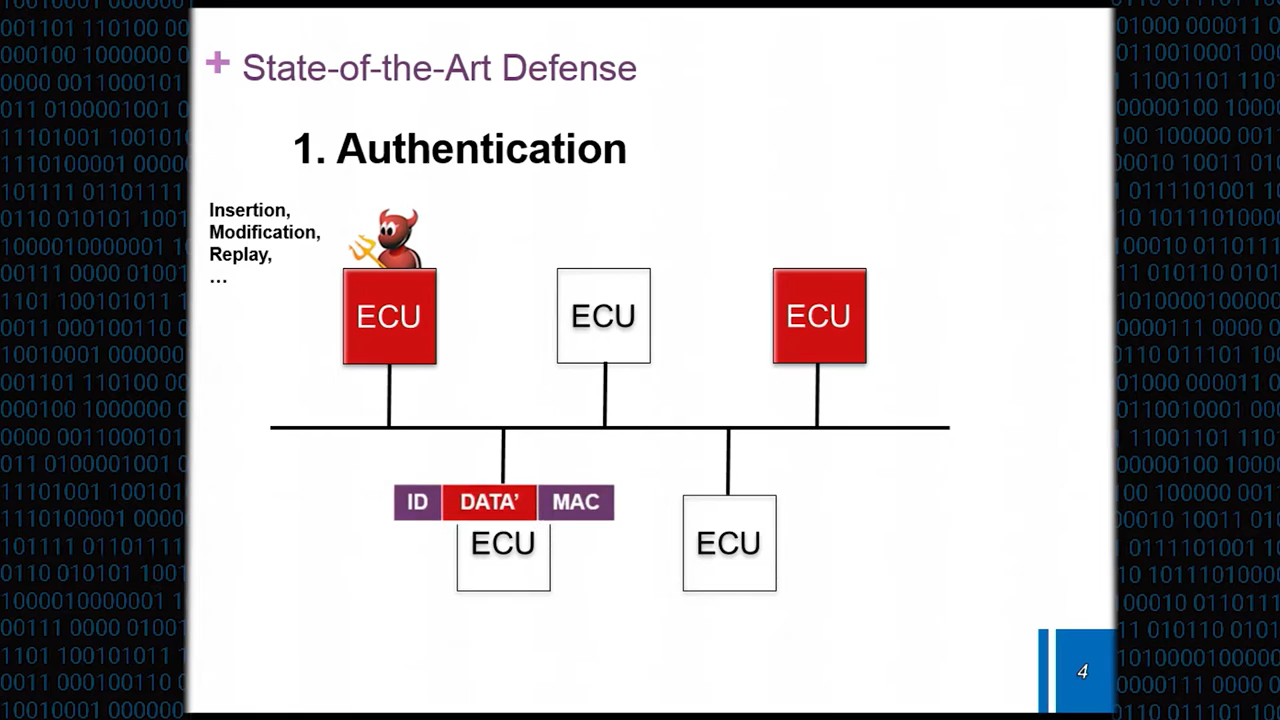 + State-of-the-Art Defense
1. Authentication
Insertion,
Modification,
Replay,
...
ECU
ECU
ECU
ID DATA’ MAC
ECU
ECU
4